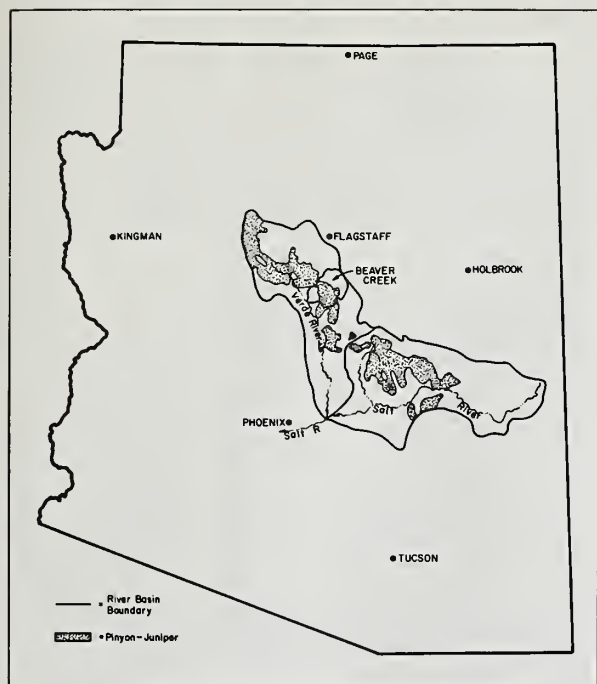 PAGE
KINGMAN
FLAGSTAFF
BEAVER
CREEK
HOLBROOK
Verde River
Salt River
PHOENIX
Salt R
TUCSON
River Basin
Boundary
Pinyon-Juniper